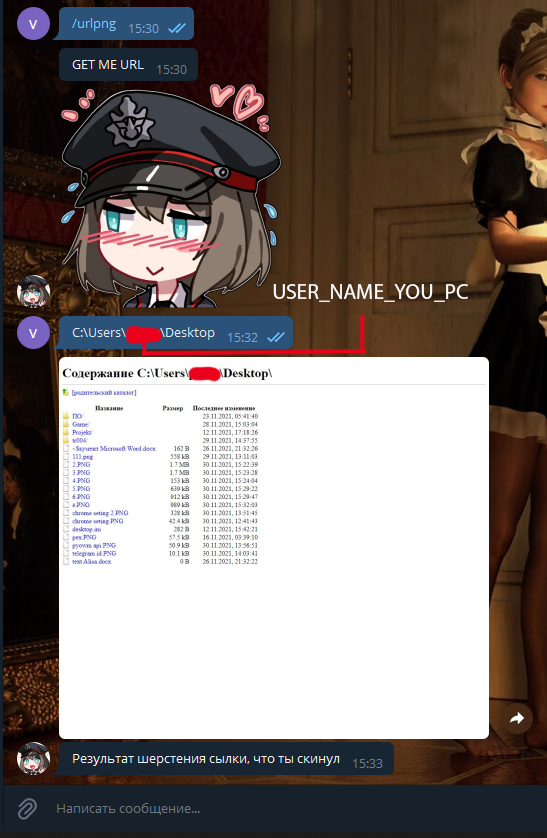 V
/urlpng 15:30
GET ME URL 15:30
USER_NAME_YOU_PC
V
C:\Users\ \Desktop 15:32
Содержание C:\Users\ \Desktop\
[родительский каталог]
Название Размер Последнее изменение
ПО/ 23.11.2021, 05:41:40
Game/ 28.11.2021, 15:03:04
Projekt/ 12.11.2021, 17:18:26
tr004/ 29.11.2021, 14:37:55
~$кумент Microsoft Word.docx 162 B 26.11.2021, 21:32:26
111.png 558 kB 29.11.2021, 13:11:03
2.PNG 1.7 MB 30.11.2021, 15:22:39
3.PNG 1.7 MB 30.11.2021, 15:23:28
4.PNG 153 kB 30.11.2021, 15:24:04
5.PNG 639 kB 30.11.2021, 15:29:22
6.PNG 912 kB 30.11.2021, 15:29:47
8.PNG 989 kB 30.11.2021, 15:32:03
chrome seting 2.PNG 328 kB 30.11.2021, 13:51:45
chrome seting.PNG 42.4 kB 30.11.2021, 12:41:43
desktop.ini 282 B 12.11.2021, 15:42:21
pex.PNG 57.5 kB 16.11.2021, 03:39:10
pyowm api.PNG 50.9 kB 30.11.2021, 13:56:51
telegram id.PNG 10.1 kB 30.11.2021, 14:03:41
text Alisa.docx 0 B 26.11.2021, 21:32:22
Результат шерстения сылки, что ты скинул 15:33
Написать сообщение...